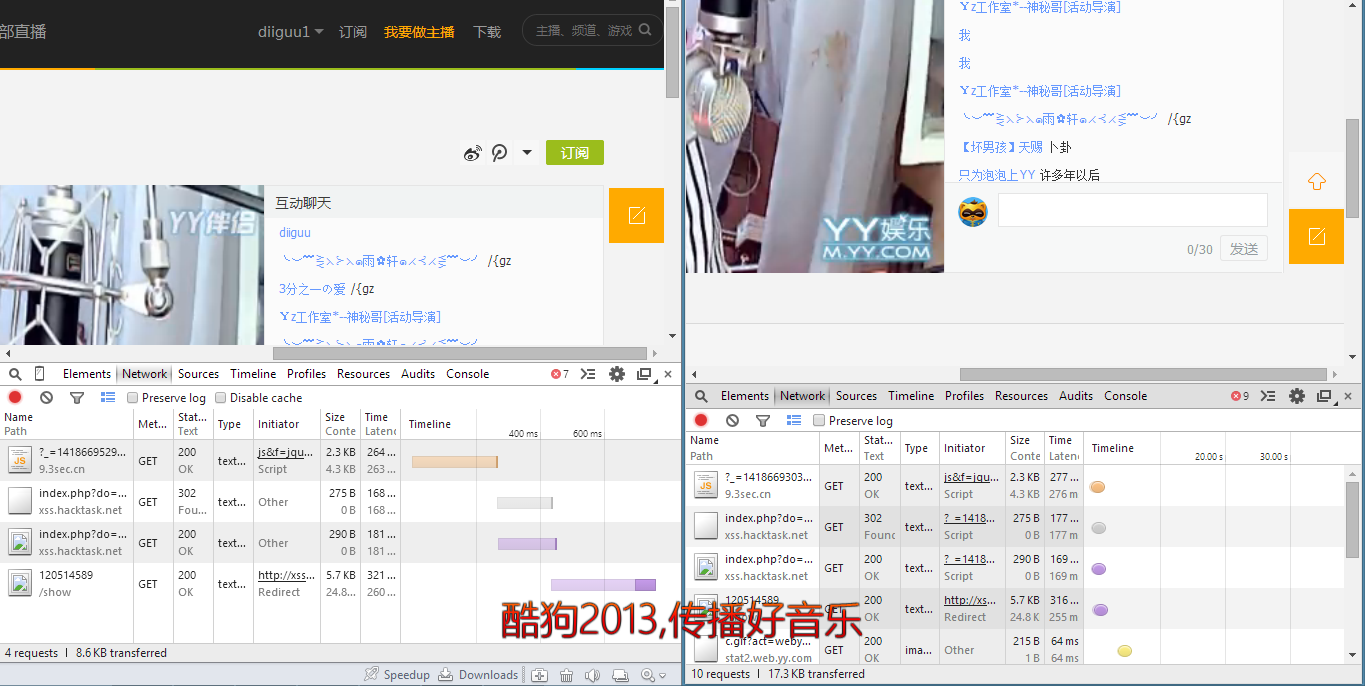 部直播
diiguu1
订阅
我要做主播
下载
主播、频道、游戏
订阅
YY伴侣
互动聊天
diiguu
/{gz
3分之一の爱 /{gz
Yz工作室*--神秘哥[活动导演]
Elements Network Sources Timeline Profiles Resources Audits Console
7
Preserve log
Disable cache
Name
Path
Met...
Stat...
Text
Type
Initiator
Size
Conte
Time
Latenc
Timeline
400 ms
600 ms
?_=1418669529...
9.3sec.cn
GET
200
OK
text...
js&f=jqu...
Script
2.3 KB
4.3 KB
264 ...
263 ...
index.php?do=...
xss.hacktask.net
GET
302
Fou...
text...
Other
275 B
0 B
168 ...
168 ...
index.php?do=...
xss.hacktask.net
GET
200
OK
text...
Other
290 B
0 B
181 ...
181 ...
120514589
/show
GET
200
OK
text...
http://xss...
Redirect
5.7 KB
24.8...
321 ...
260 ...
4 requests | 8.6 KB transferred
Speedup
Downloads
Yz工作室*--神秘哥[活动导演]
我
我
Yz工作室*--神秘哥[活动导演]
/{gz
【坏男孩】天赐 卜卦
只为泡泡上YY 许多年以后
YY娱乐
M.YY.COM
0/30
发送
Elements Network Sources Timeline Profiles Resources Audits Console
9
Preserve log
Name
Path
Met...
Stat...
Text
Type
Initiator
Size
Conte
Time
Latenc
Timeline
20.00 s
30.00 s
?_=1418669303...
9.3sec.cn
GET
200
OK
text...
js&f=jqu...
Script
2.3 KB
4.3 KB
277 ...
276 m
index.php?do=...
xss.hacktask.net
GET
302
Found
text...
?_=1418...
Script
275 B
0 B
177 ...
177 m
index.php?do=...
xss.hacktask.net
GET
200
OK
text...
?_=1418...
Script
290 B
0 B
169 ...
169 m
120514589
GET
200
OK
text...
http://xs...
Redirect
5.7 KB
24.8 K
316 ...
255 m
c.gif?act=weby...
stat2.web.yy.com
GET
200
OK
ima...
Other
215 B
1 B
64 ms
64 ms
10 requests | 17.3 KB transferred
酷狗2013,传播好音乐